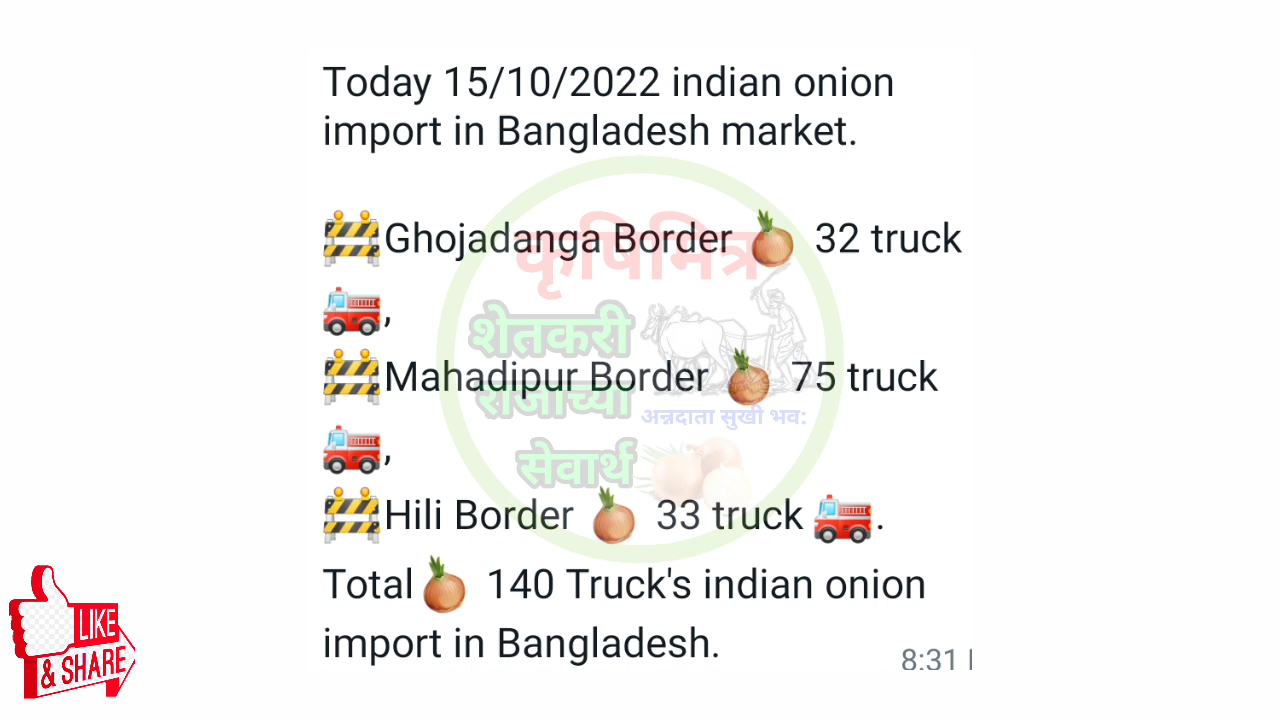 Today 15/10/2022 indian onion
import in Bangladesh market.
🚧Ghojadanga Border 🧅 32 truck
🚒,
🚧Mahadipur Border 🧅 75 truck
🚒,
🚧Hili Border 🧅 33 truck 🚒.
Total🧅 140 Truck's indian onion
import in Bangladesh.
8:31
कृषिमित्र
शेतकरी
राजाच्या
सेवार्थ
अन्नदाता सुखी भव:
LIKE
& SHARE